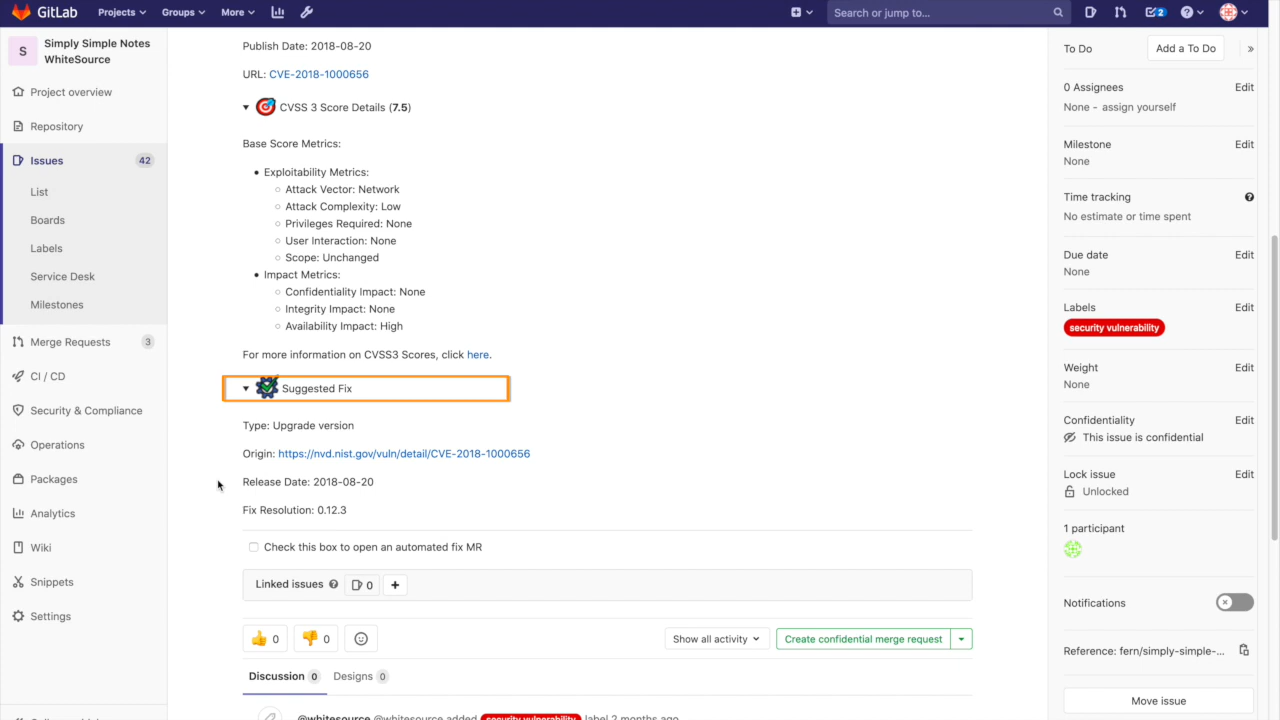 GitLab Projects Groups More Search or jump to... 2
S Simply Simple Notes
WhiteSource
Project overview
Repository
Issues 42
List
Boards
Labels
Service Desk
Milestones
Merge Requests 3
CI / CD
Security & Compliance
Operations
Packages
Analytics
Wiki
Snippets
Settings
Publish Date: 2018-08-20
URL: CVE-2018-1000656
CVSS 3 Score Details (7.5)
Base Score Metrics:
Exploitability Metrics:
Attack Vector: Network
Attack Complexity: Low
Privileges Required: None
User Interaction: None
Scope: Unchanged
Impact Metrics:
Confidentiality Impact: None
Integrity Impact: None
Availability Impact: High
For more information on CVSS3 Scores, click here.
Suggested Fix
Type: Upgrade version
Origin: https://nvd.nist.gov/vuln/detail/CVE-2018-1000656
Release Date: 2018-08-20
Fix Resolution: 0.12.3
Check this box to open an automated fix MR
Linked issues 0
0 0 Show all activity Create confidential merge request
Discussion 0 Designs 0
@whitesource @whitesource added security vulnerability label 2 months ago
To Do Add a To Do
0 Assignees Edit
None - assign yourself
Milestone Edit
None
Time tracking
No estimate or time spent
Due date Edit
None
Labels Edit
security vulnerability
Weight Edit
None
Confidentiality Edit
This issue is confidential
Lock issue Edit
Unlocked
1 participant
Notifications
Reference: fern/simply-simple-...
Move issue